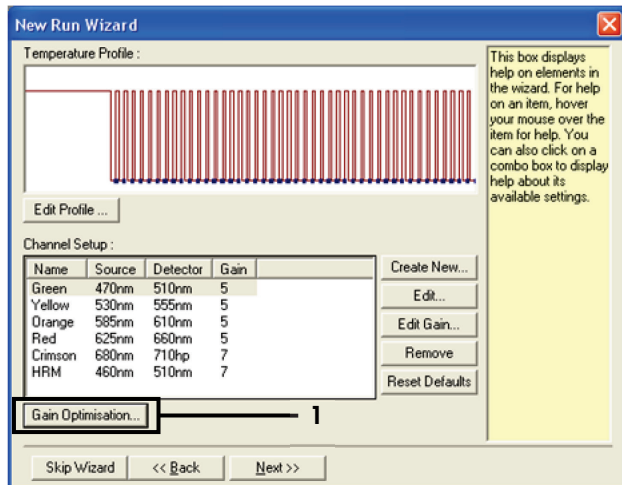 New Run Wizard
Temperature Profile :
This box displays
help on elements in
the wizard. For help
on an item, hover
your mouse over the
item for help. You
can also click on a
combo box to display
help about its
available settings.
Edit Profile ...
Channel Setup :
Name Source Detector Gain
Green 470nm 510nm 5
Yellow 530nm 555nm 5
Orange 585nm 610nm 5
Red 625nm 660nm 5
Crimson 680nm 710hp 7
HRM 460nm 510nm 7
Create New...
Edit...
Edit Gain...
Remove
Reset Defaults
Gain Optimisation...
1
Skip Wizard
<< Back
Next >>